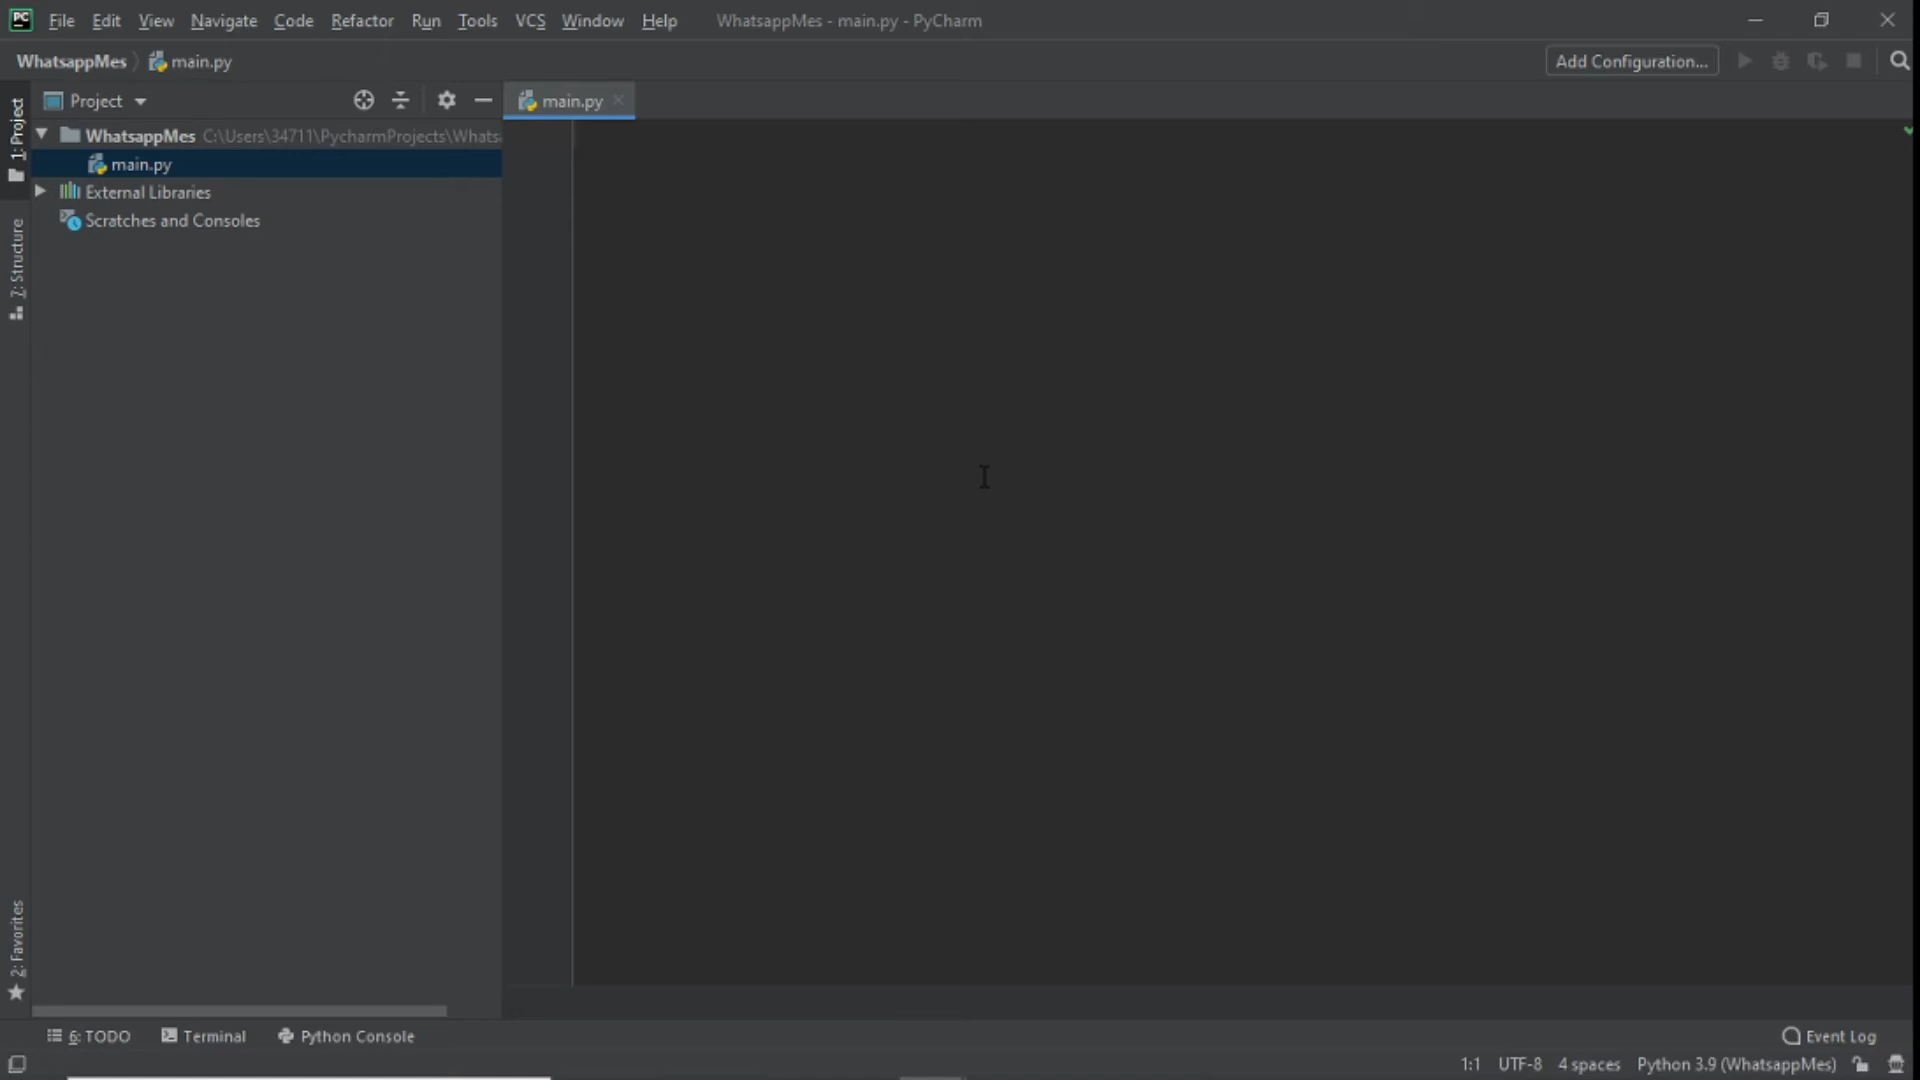 PC File Edit View Navigate Code Refactor Run Tools VCS Window Help WhatsappMes - main.py - PyCharm
WhatsappMes main.py Add Configuration...
1: Project
Project
main.py
WhatsappMes C:\Users\34711\PycharmProjects\Whats
main.py
External Libraries
Scratches and Consoles
7: Structure
2: Favorites
6: TODO Terminal Python Console Event Log
1:1 UTF-8 4 spaces Python 3.9 (WhatsappMes)